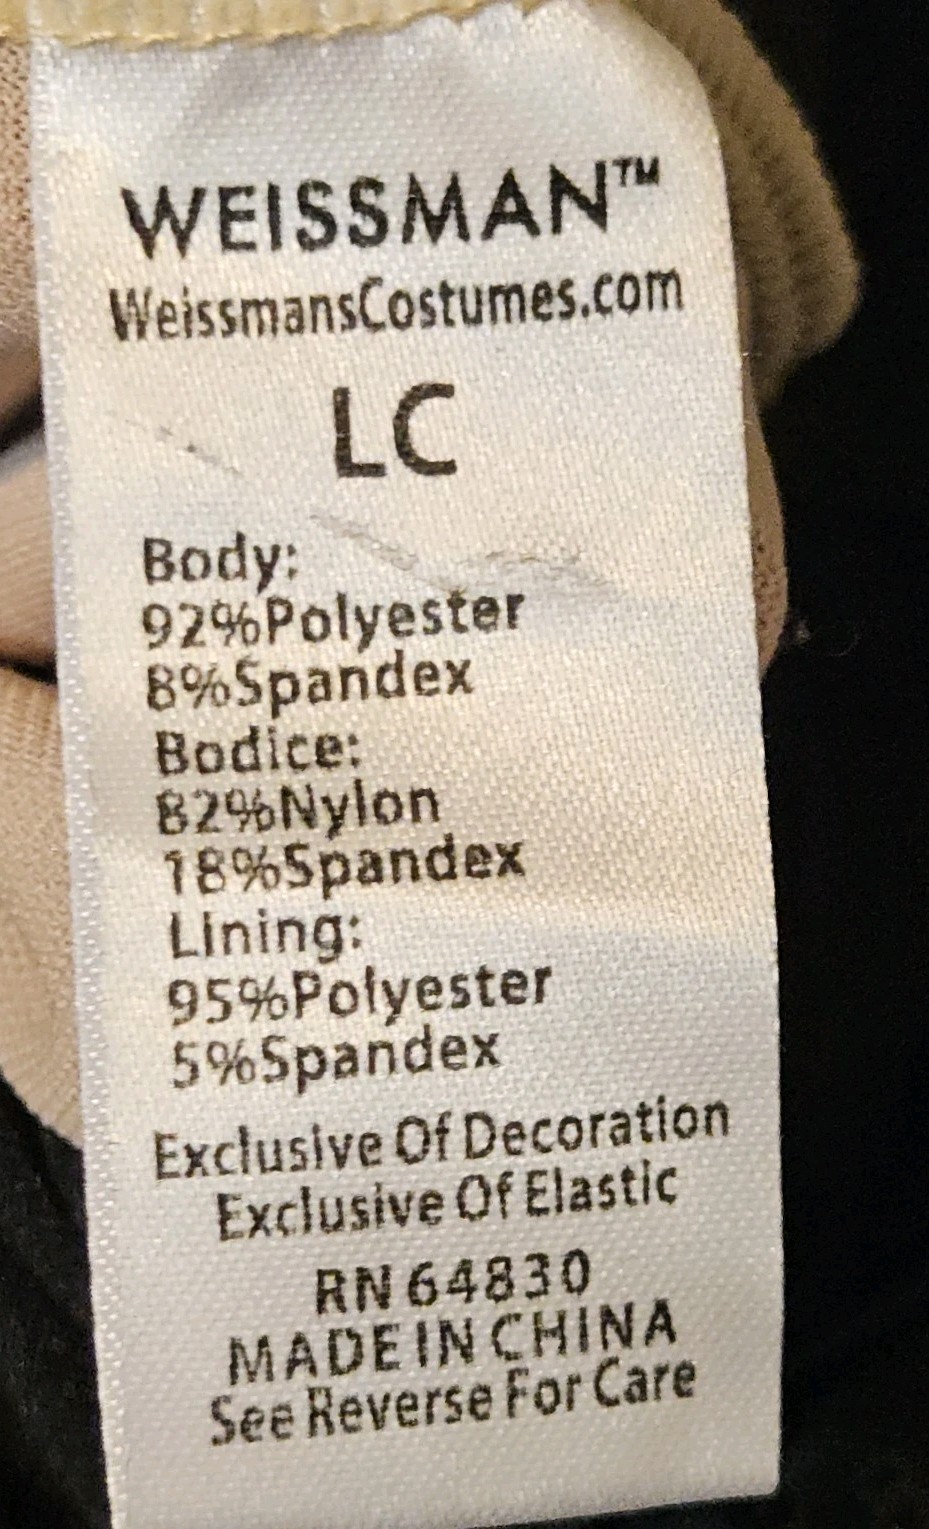 WEISSMAN™
WeissmansCostumes.com
LC
Body:
92%Polyester
8%Spandex
Bodice:
82%Nylon
18%Spandex
Lining:
95%Polyester
5%Spandex
Exclusive Of Decoration
Exclusive Of Elastic
RN 64830
MADE IN CHINA
See Reverse For Care